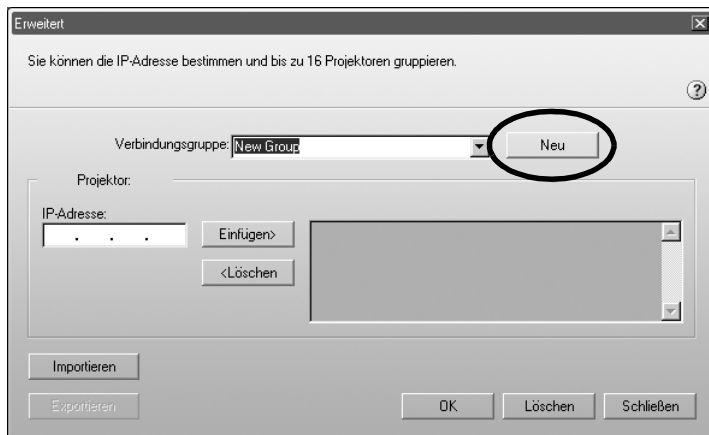 Erweitert
Sie können die IP-Adresse bestimmen und bis zu 16 Projektoren gruppieren.
?
Verbindungsgruppe: New Group Neu
Projektor:
IP-Adresse:
. . . Einfügen>
<Löschen
Importieren
Exportieren OK Löschen Schließen